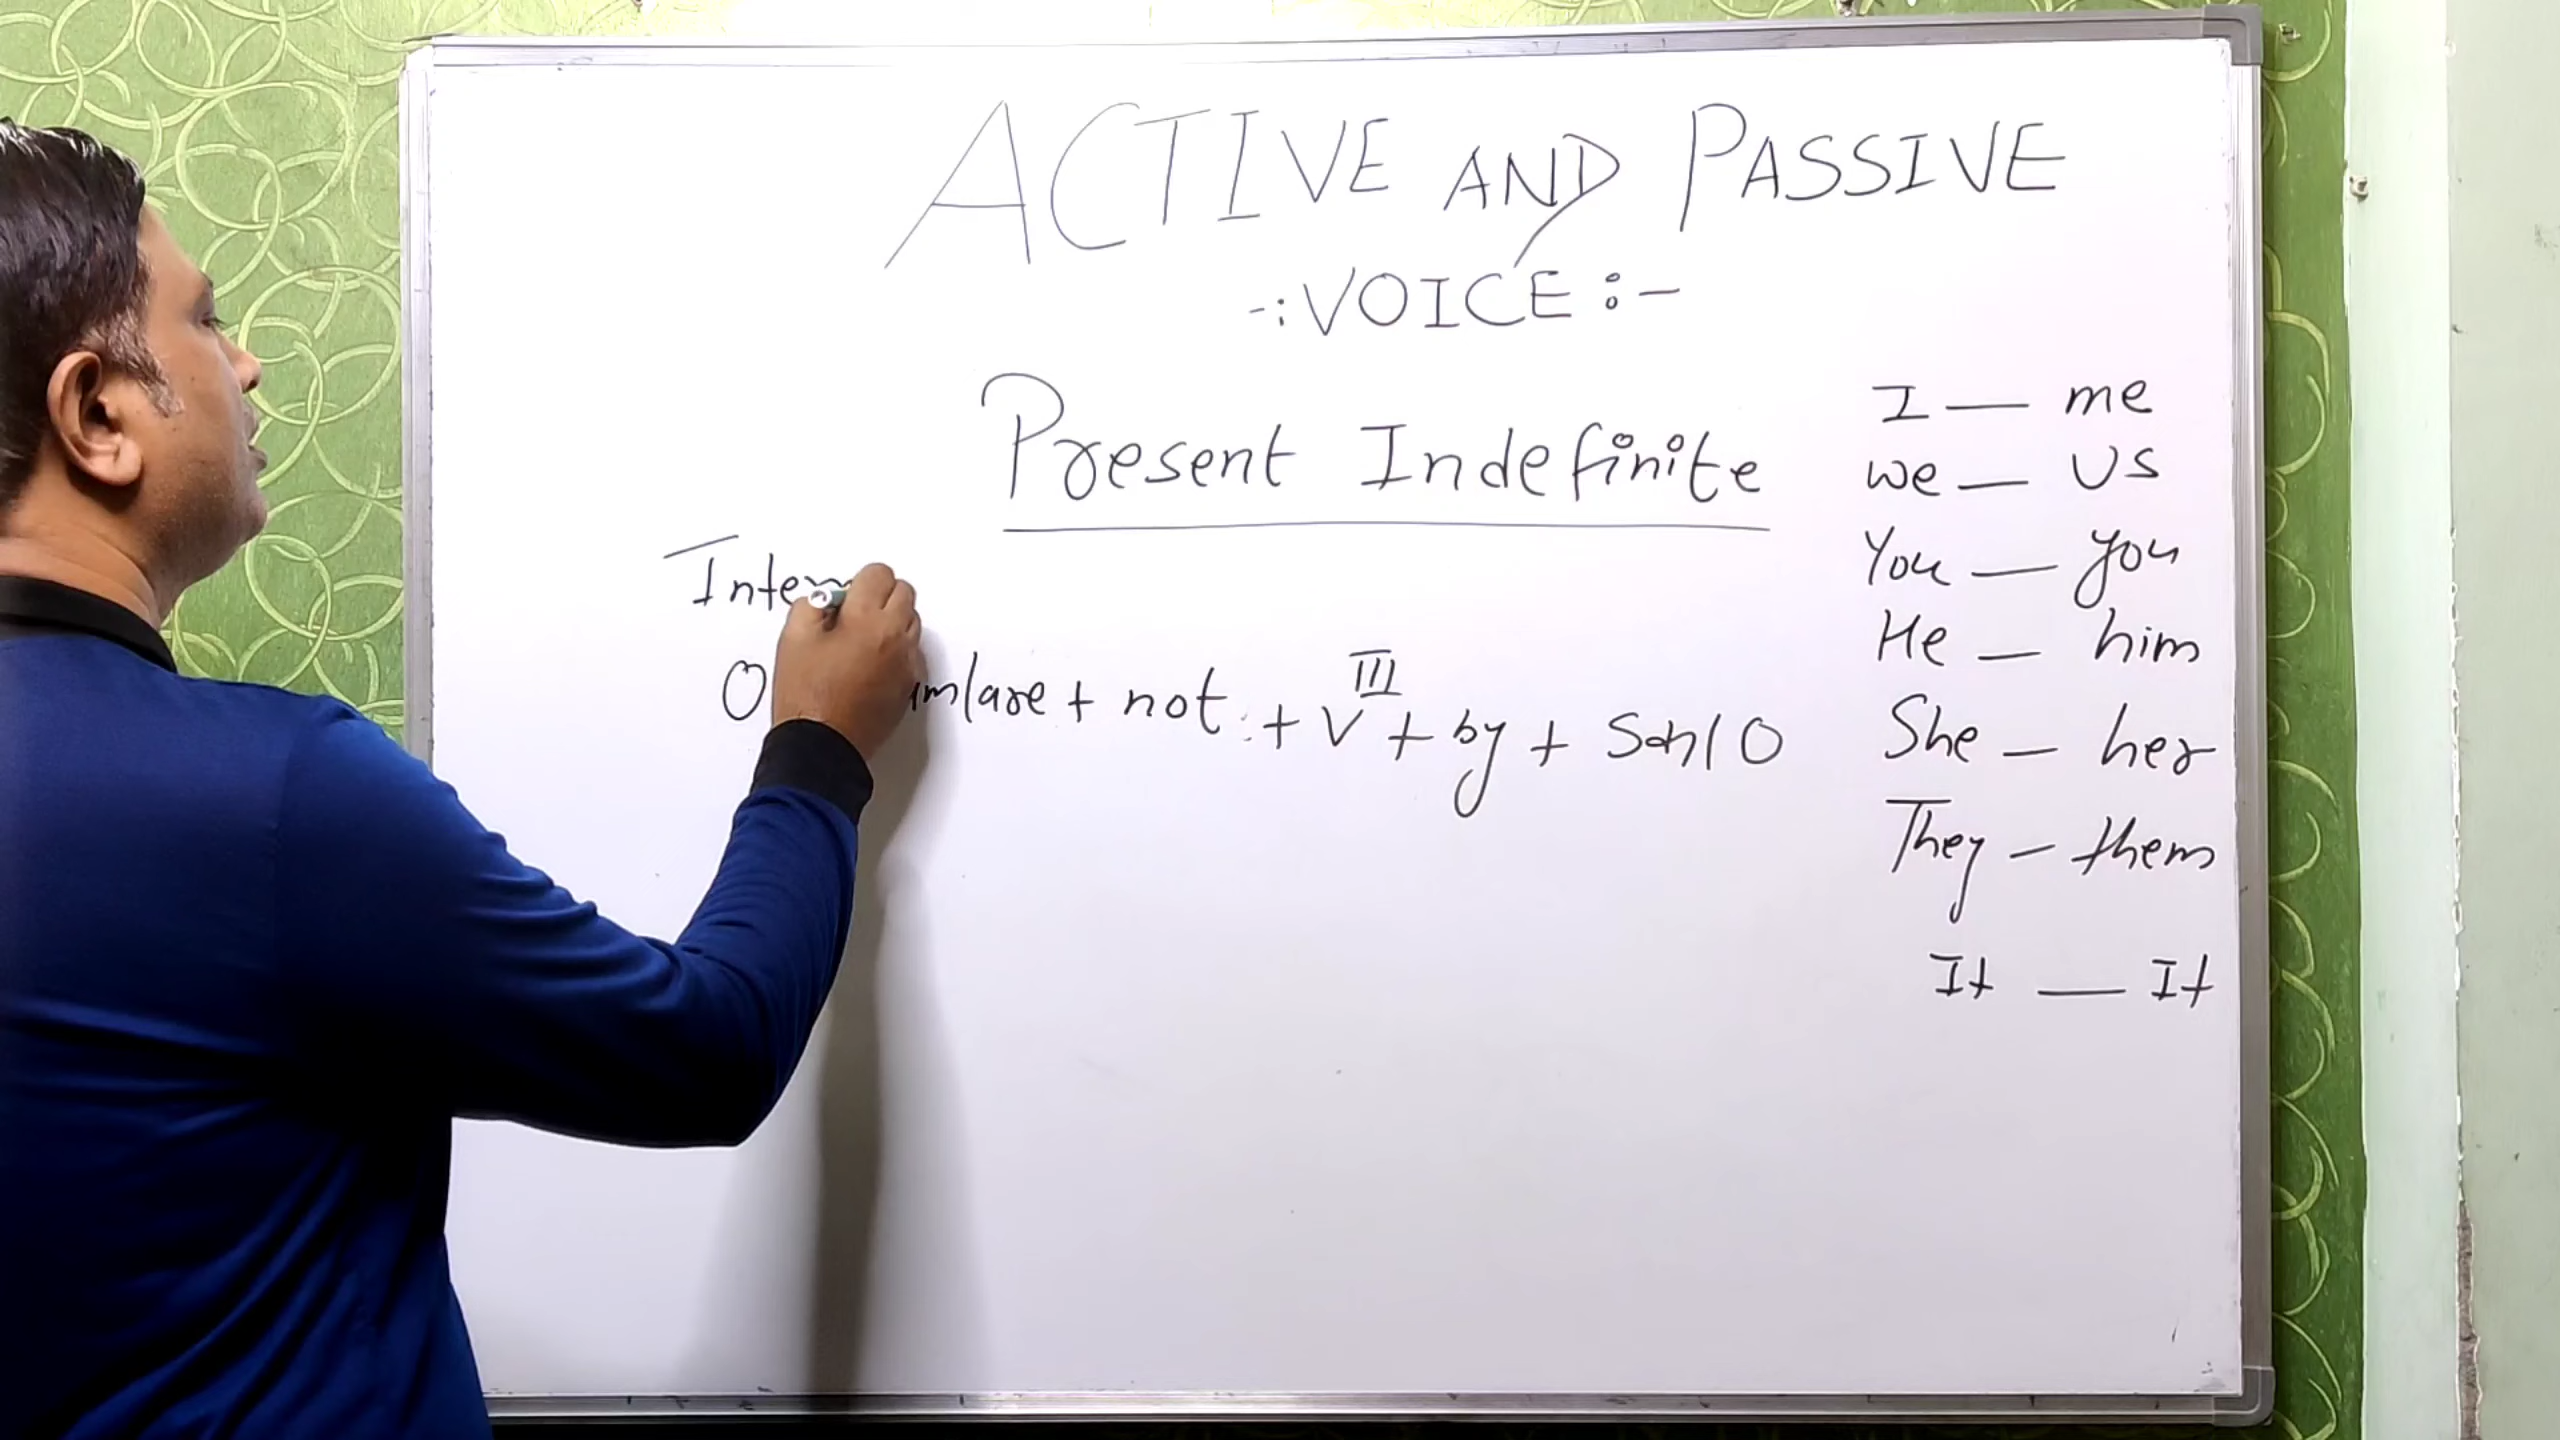 ACTIVE AND PASSIVE
-: VOICE :-
Present Indefinite
I — me
we — us
You — you
He — him
She — her
They — them
It — It
O are + not + V III + by + Sub/O